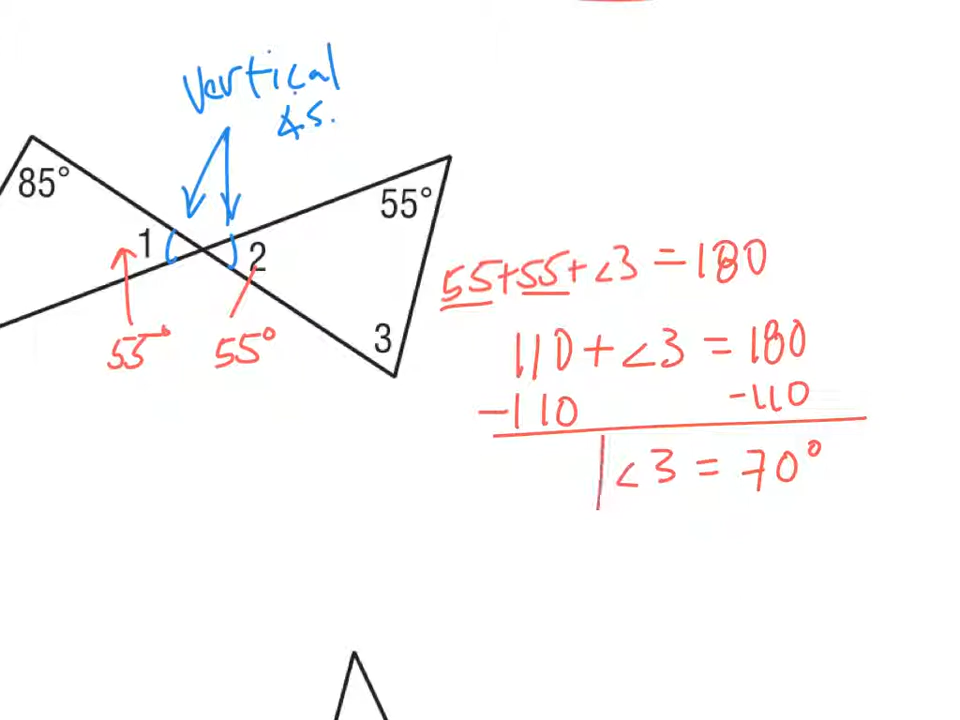 Vertical
∠s.
85°
55°
1
2
55+55+∠3 = 180
55°
55°
3
110+∠3 = 180
-110 -110
∠3 = 70°